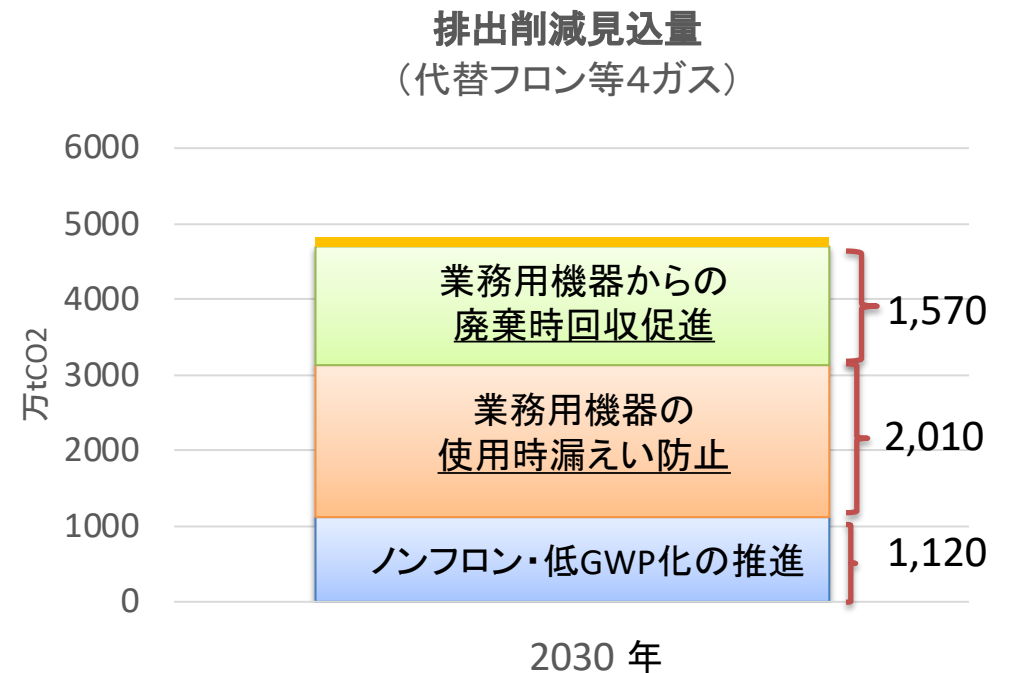 排出削減見込量
（代替フロン等４ガス）
6000
5000
4000
3000
2000
1000
0
万tCO2
業務用機器からの
廃棄時回収促進
1,570
業務用機器の
使用時漏えい防止
2,010
ノンフロン・低GWP化の推進
1,120
2030 年